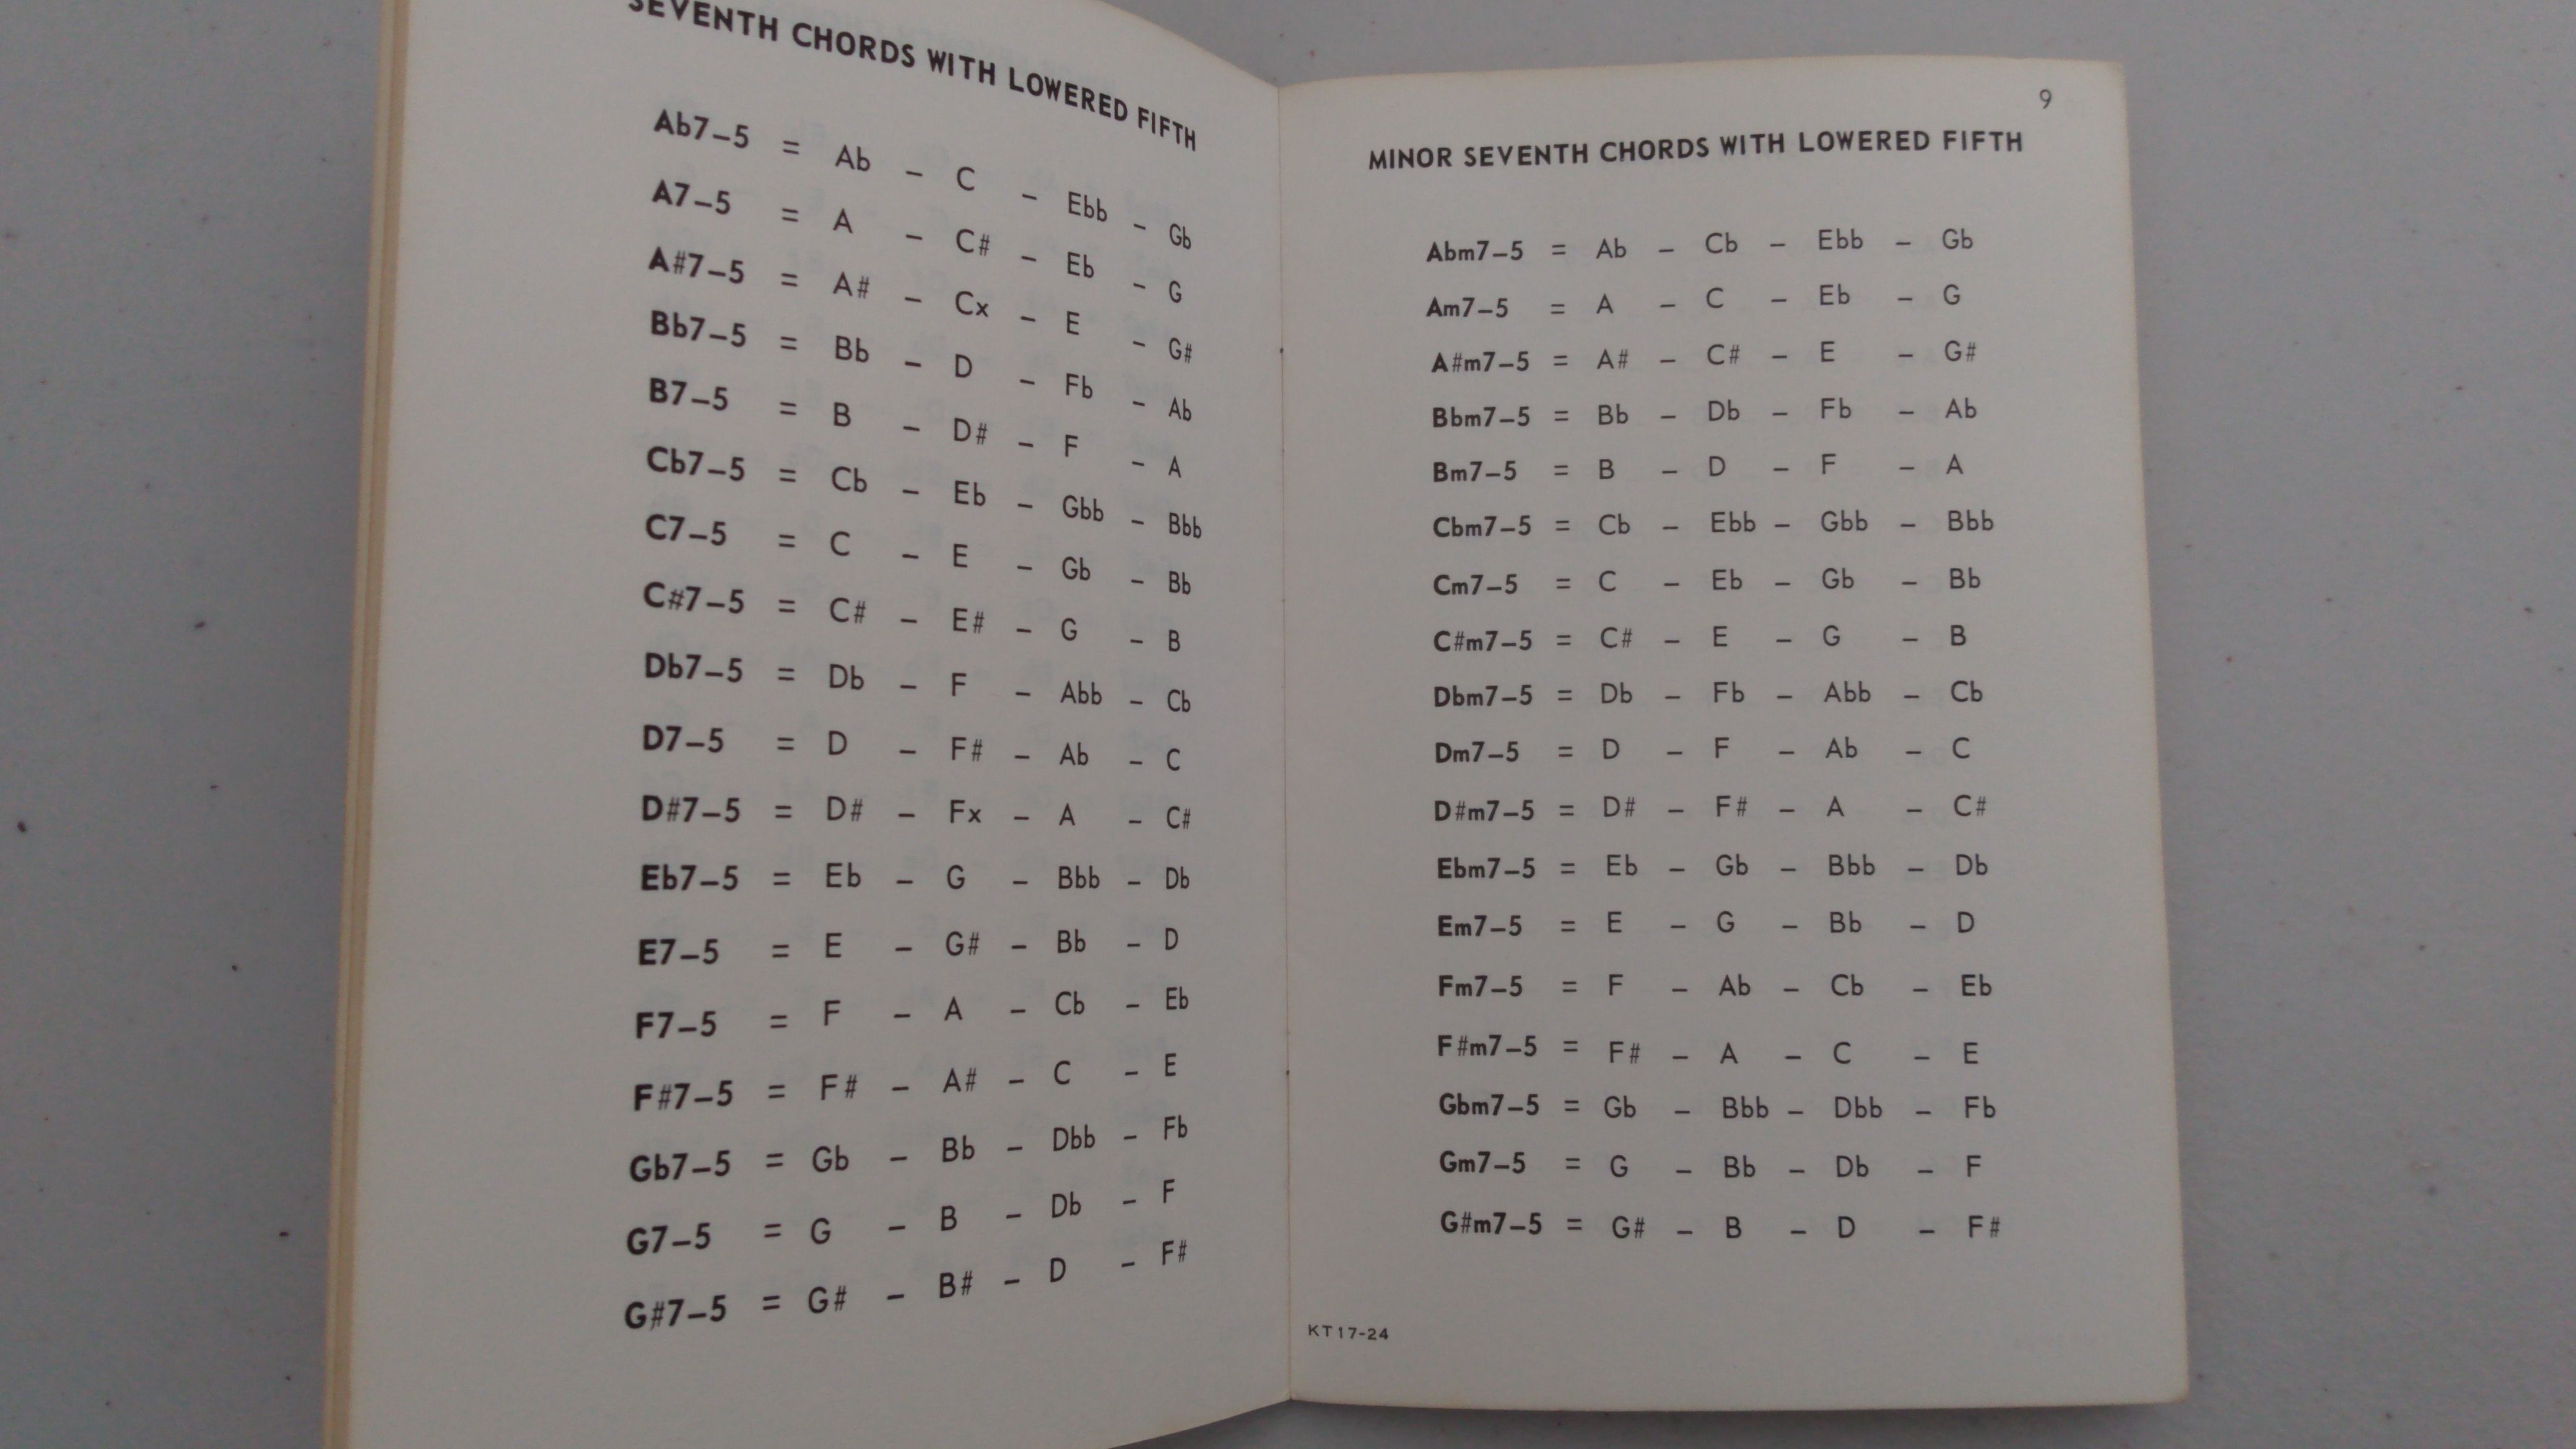 SEVENTH CHORDS WITH LOWERED FIFTH
Ab7–5 = Ab – C – Ebb – Gb
A7–5 = A – C# – Eb – G
A#7–5 = A# – Cx – E – G#
Bb7–5 = Bb – D – Fb – Ab
B7–5 = B – D# – F – A
Cb7–5 = Cb – Eb – Gbb – Bbb
C7–5 = C – E – Gb – Bb
C#7–5 = C# – E# – G – B
Db7–5 = Db – F – Abb – Cb
D7–5 = D – F# – Ab – C
D#7–5 = D# – Fx – A – C#
Eb7–5 = Eb – G – Bbb – Db
E7–5 = E – G# – Bb – D
F7–5 = F – A – Cb – Eb
F#7–5 = F# – A# – C – E
Gb7–5 = Gb – Bb – Dbb – Fb
G7–5 = G – B – Db – F
G#7–5 = G# – B# – D – F#
9
MINOR SEVENTH CHORDS WITH LOWERED FIFTH
Abm7–5 = Ab – Cb – Ebb – Gb
Am7–5 = A – C – Eb – G
A#m7–5 = A# – C# – E – G#
Bbm7–5 = Bb – Db – Fb – Ab
Bm7–5 = B – D – F – A
Cbm7–5 = Cb – Ebb – Gbb – Bbb
Cm7–5 = C – Eb – Gb – Bb
C#m7–5 = C# – E – G – B
Dbm7–5 = Db – Fb – Abb – Cb
Dm7–5 = D – F – Ab – C
D#m7–5 = D# – F# – A – C#
Ebm7–5 = Eb – Gb – Bbb – Db
Em7–5 = E – G – Bb – D
Fm7–5 = F – Ab – Cb – Eb
F#m7–5 = F# – A – C – E
Gbm7–5 = Gb – Bbb – Dbb – Fb
Gm7–5 = G – Bb – Db – F
G#m7–5 = G# – B – D – F#
KT17-24